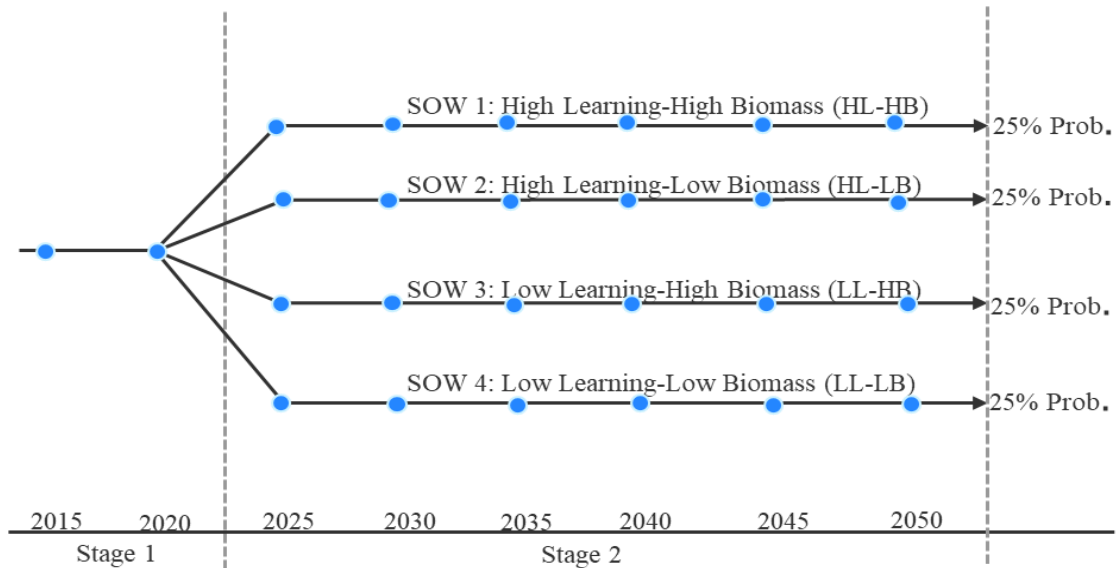 SOW 1: High Learning-High Biomass (HL-HB)
25% Prob.
SOW 2: High Learning-Low Biomass (HL-LB)
25% Prob.
SOW 3: Low Learning-High Biomass (LL-HB)
25% Prob.
SOW 4: Low Learning-Low Biomass (LL-LB)
25% Prob.
2015 2020 2025 2030 2035 2040 2045 2050
Stage 1 Stage 2